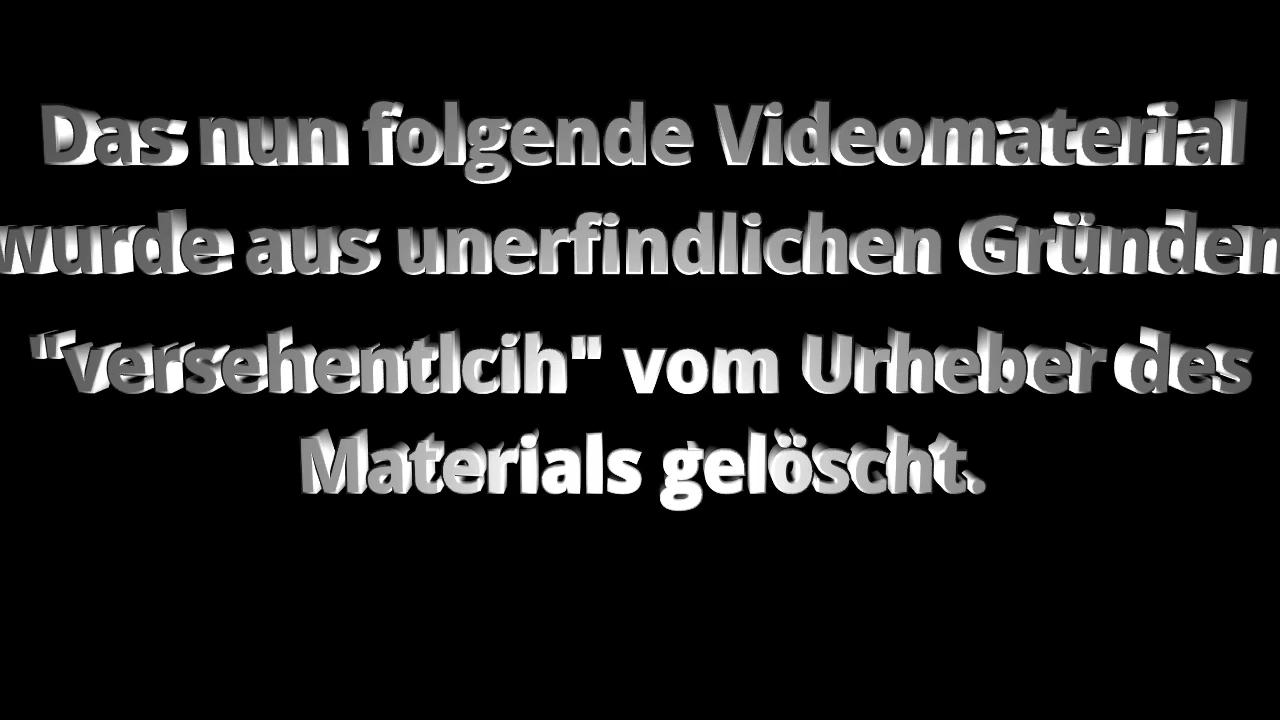 Das nun folgende Videomaterial
wurde aus unerfindlichen Gründen
"versehentlcih" vom Urheber des
Materials gelöscht.